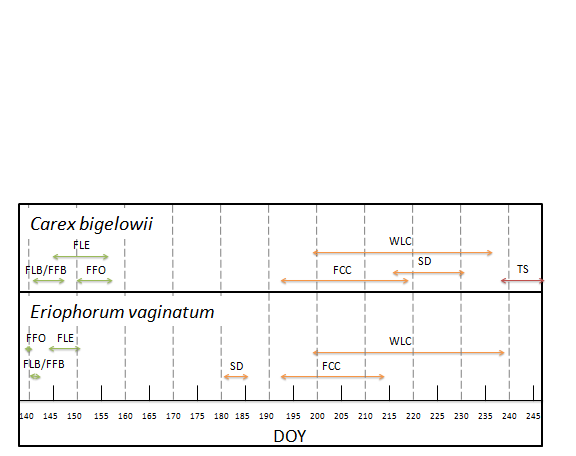 Carex bigelowii
FLE
WLC
SD
FLB/FFB
FFO
FCC
TS
Eriophorum vaginatum
FFO
FLE
WLC
FLB/FFB
SD
FCC
140 145 150 155 160 165 170 175 180 185 190 195 200 205 210 215 220 225 230 235 240 245
DOY